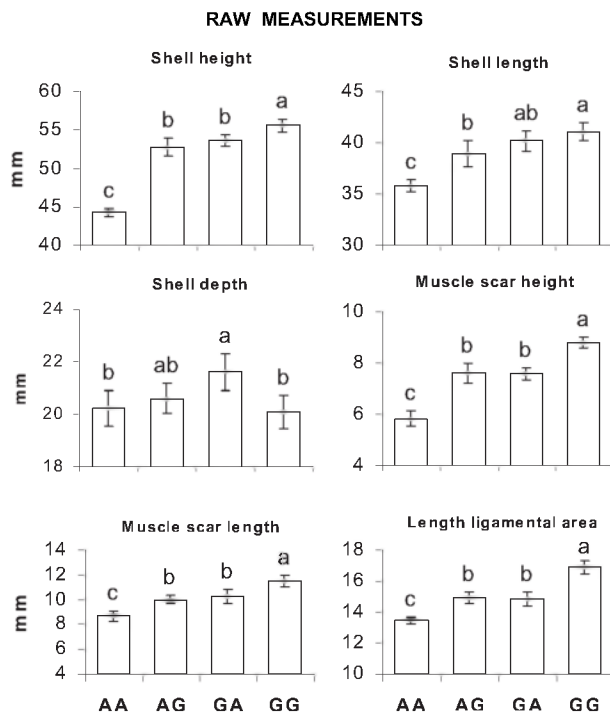 RAW MEASUREMENTS
Shell height
60
55
50
45
40
mm
c
b
b
a
Shell length
45
40
35
30
c
b
ab
a
Shell depth
24
22
20
18
mm
b
ab
a
b
Muscle scar height
10
8
6
4
c
b
b
a
Muscle scar length
14
12
10
8
6
4
mm
c
b
b
a
AA AG GA GG
Length ligamental area
18
16
14
12
10
c
b
b
a
AA AG GA GG